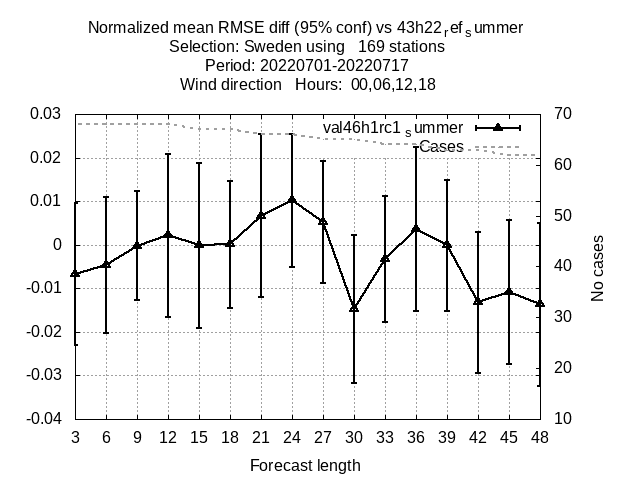 Normalized mean RMSE diff (95% conf) vs 43h22refsummer
Selection: Sweden using   169 stations
Period: 20220701-20220717
Wind direction   Hours:  00,06,12,18
val46h1rc1summer
Cases
0.03
0.02
0.01
0
-0.01
-0.02
-0.03
-0.04
70
60
50
40
30
20
10
No cases
3 6 9 12 15 18 21 24 27 30 33 36 39 42 45 48
Forecast length